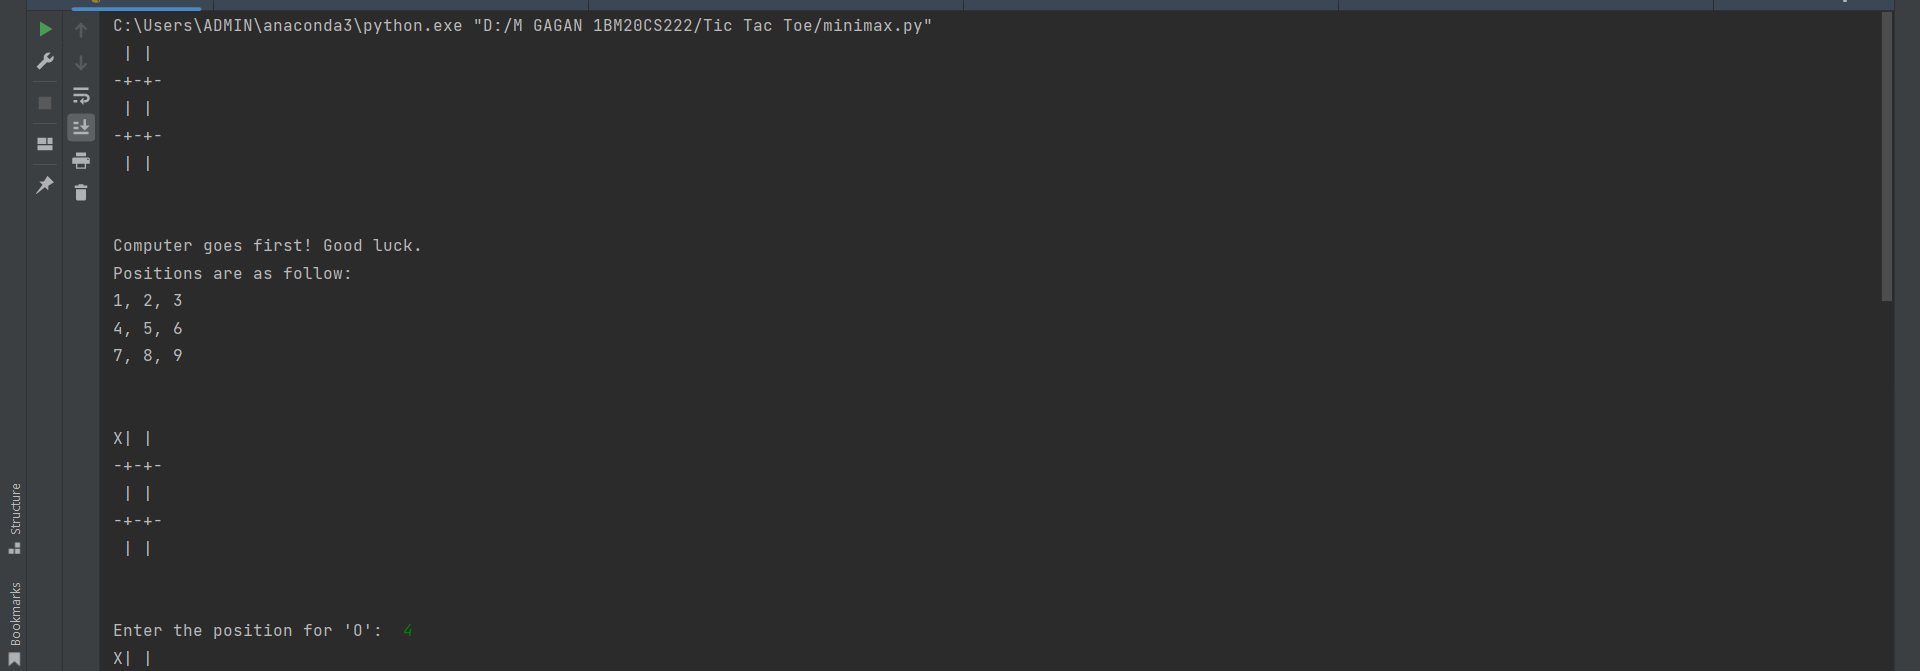 C:\Users\ADMIN\anaconda3\python.exe "D:/M GAGAN 1BM20CS222/Tic Tac Toe/minimax.py"
 | |
-+-+-
 | |
-+-+-
 | |
Computer goes first! Good luck.
Positions are as follow:
1, 2, 3
4, 5, 6
7, 8, 9
X| |
-+-+-
 | |
-+-+-
 | |
Enter the position for 'O':  4
X| |
Structure
Bookmarks